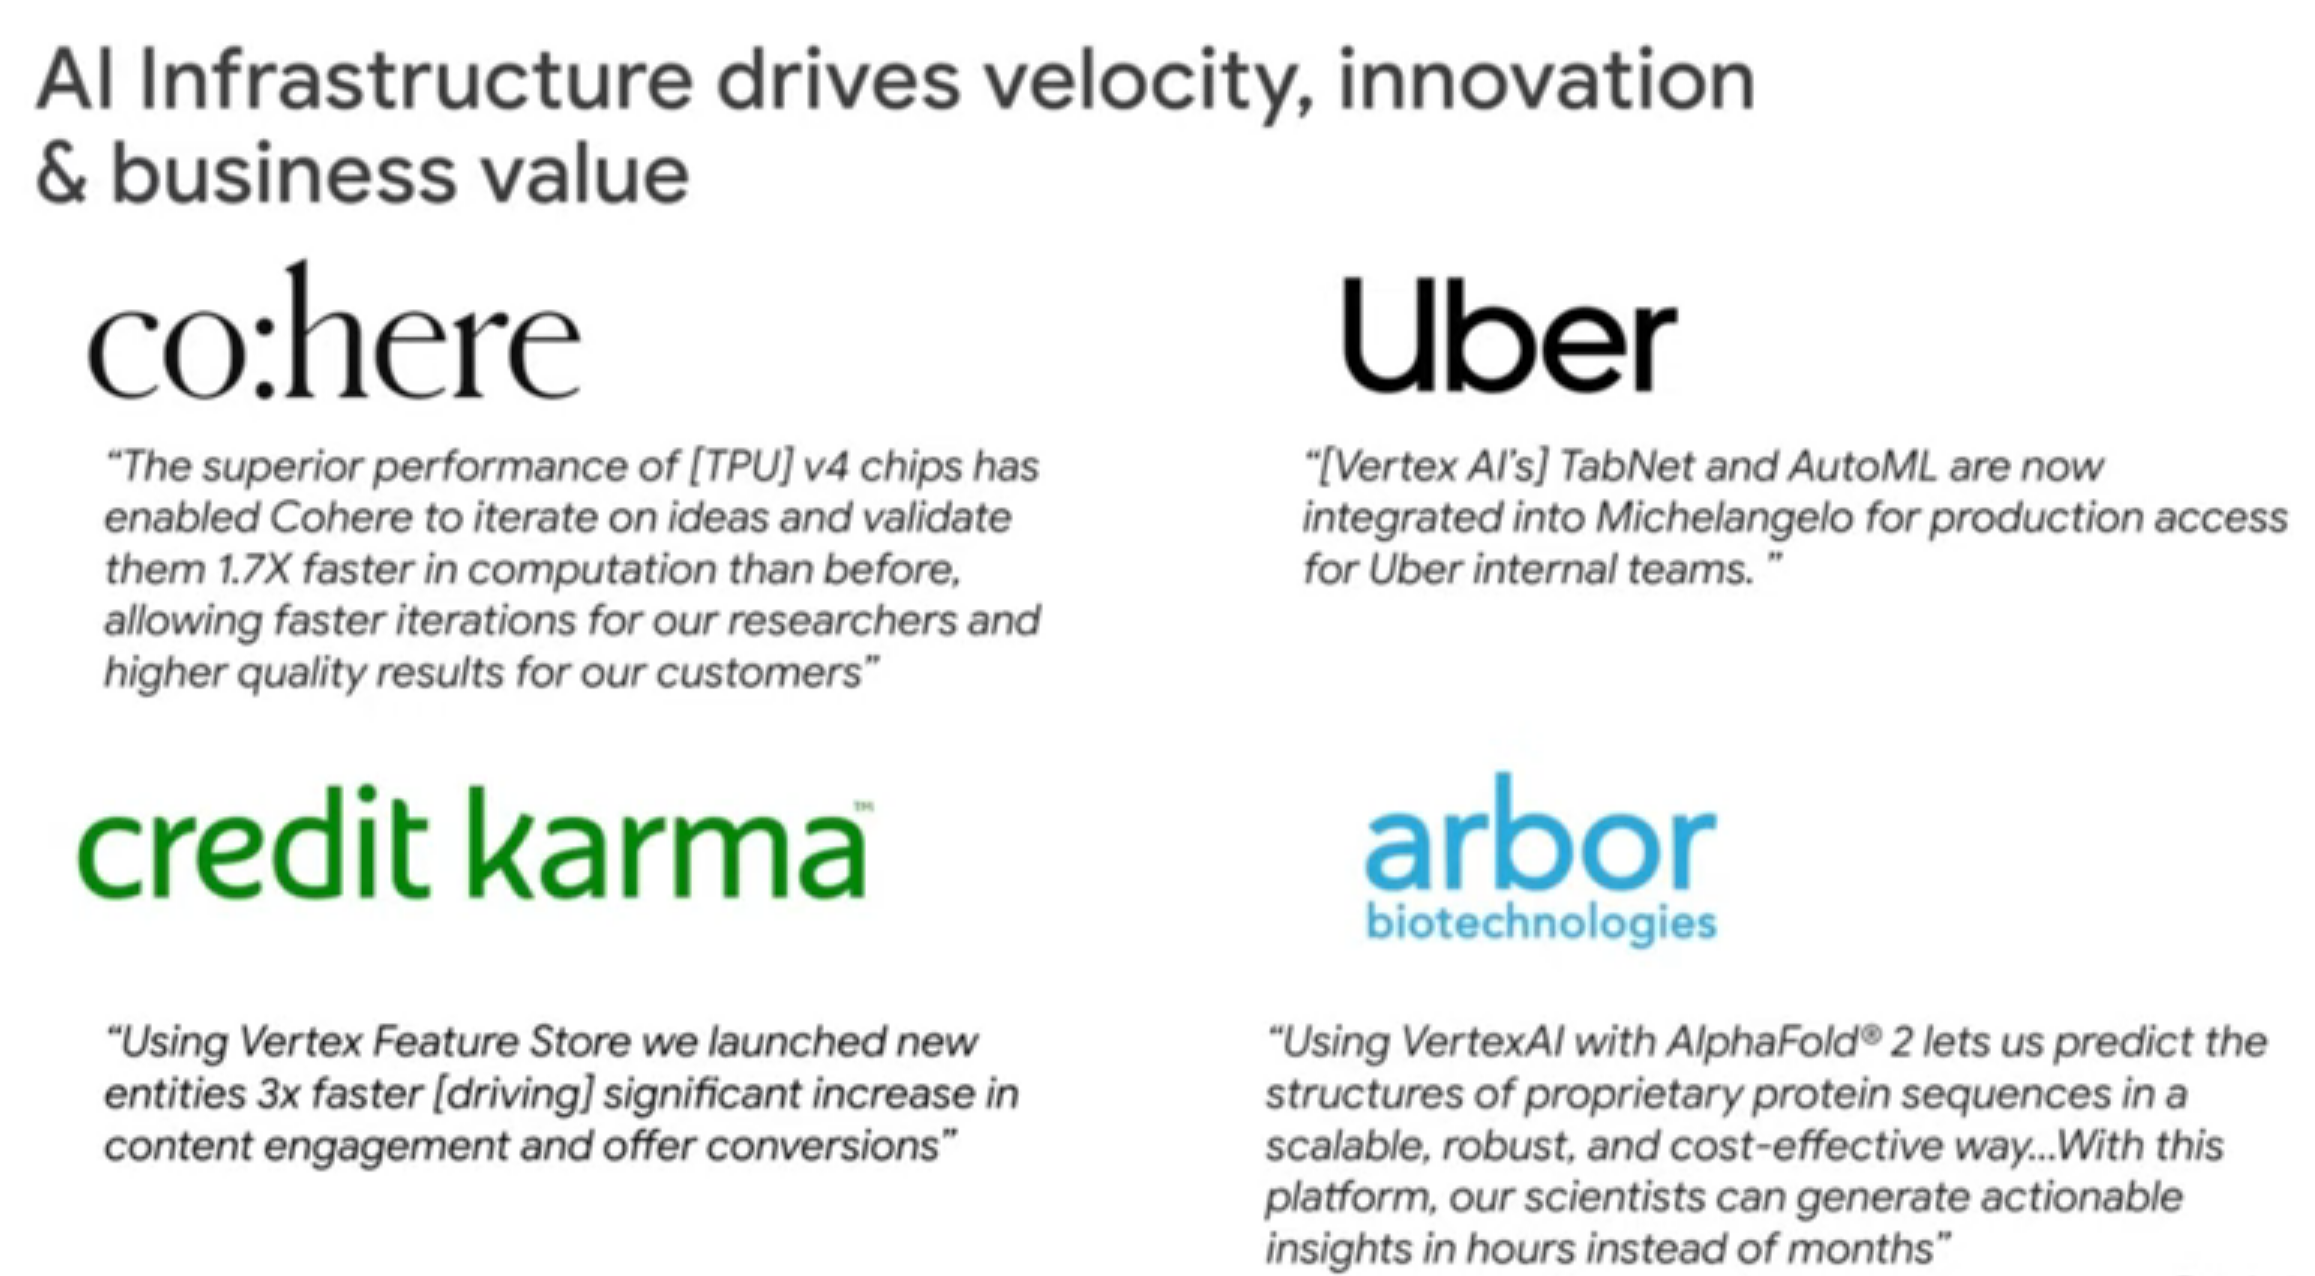 AI Infrastructure drives velocity, innovation
& business value
co:here
"The superior performance of [TPU] v4 chips has
enabled Cohere to iterate on ideas and validate
them 1.7X faster in computation than before,
allowing faster iterations for our researchers and
higher quality results for our customers”
Uber
“[Vertex AI's] TabNet and AutoML are now
integrated into Michelangelo for production access
for Uber internal teams. ”
credit karma™
“Using Vertex Feature Store we launched new
entities 3x faster [driving] significant increase in
content engagement and offer conversions”
arbor
biotechnologies
“Using VertexAI with AlphaFold® 2 lets us predict the
structures of proprietary protein sequences in a
scalable, robust, and cost-effective way...With this
platform, our scientists can generate actionable
insights in hours instead of months”